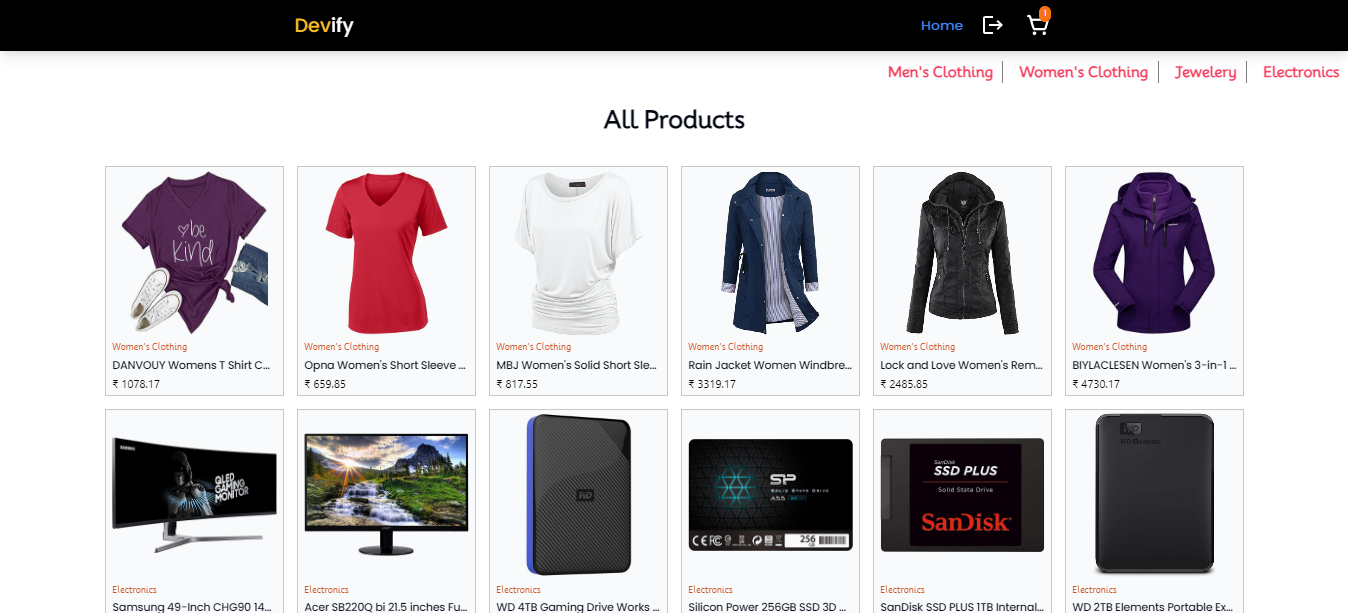 Devify
Home
1
Men's Clothing
Women's Clothing
Jewelery
Electronics
All Products
be
kind
Women's Clothing
DANVOUY Womens T Shirt C...
₹ 1078.17
Women's Clothing
Opna Women's Short Sleeve ...
₹ 659.85
Women's Clothing
MBJ Women's Solid Short Sle...
₹ 817.55
Women's Clothing
Rain Jacket Women Windbre...
₹ 3319.17
Women's Clothing
Lock and Love Women's Rem...
₹ 2485.85
Women's Clothing
BIYLACLESEN Women's 3-in-1 ...
₹ 4730.17
SAMSUNG
QLED
GAMING
MONITOR
Electronics
Samsung 49-Inch CHG90 14...
Electronics
Acer SB220Q bi 21.5 inches Fu...
WD
Electronics
WD 4TB Gaming Drive Works ...
SP
SOLID STATE DRIVE
A55
256
GB
Electronics
Silicon Power 256GB SSD 3D ...
SanDisk
SSD PLUS
Solid State Drive
SanDisk
Electronics
SanDisk SSD PLUS 1TB Internal...
WD
WD Elements
Electronics
WD 2TB Elements Portable Ex...